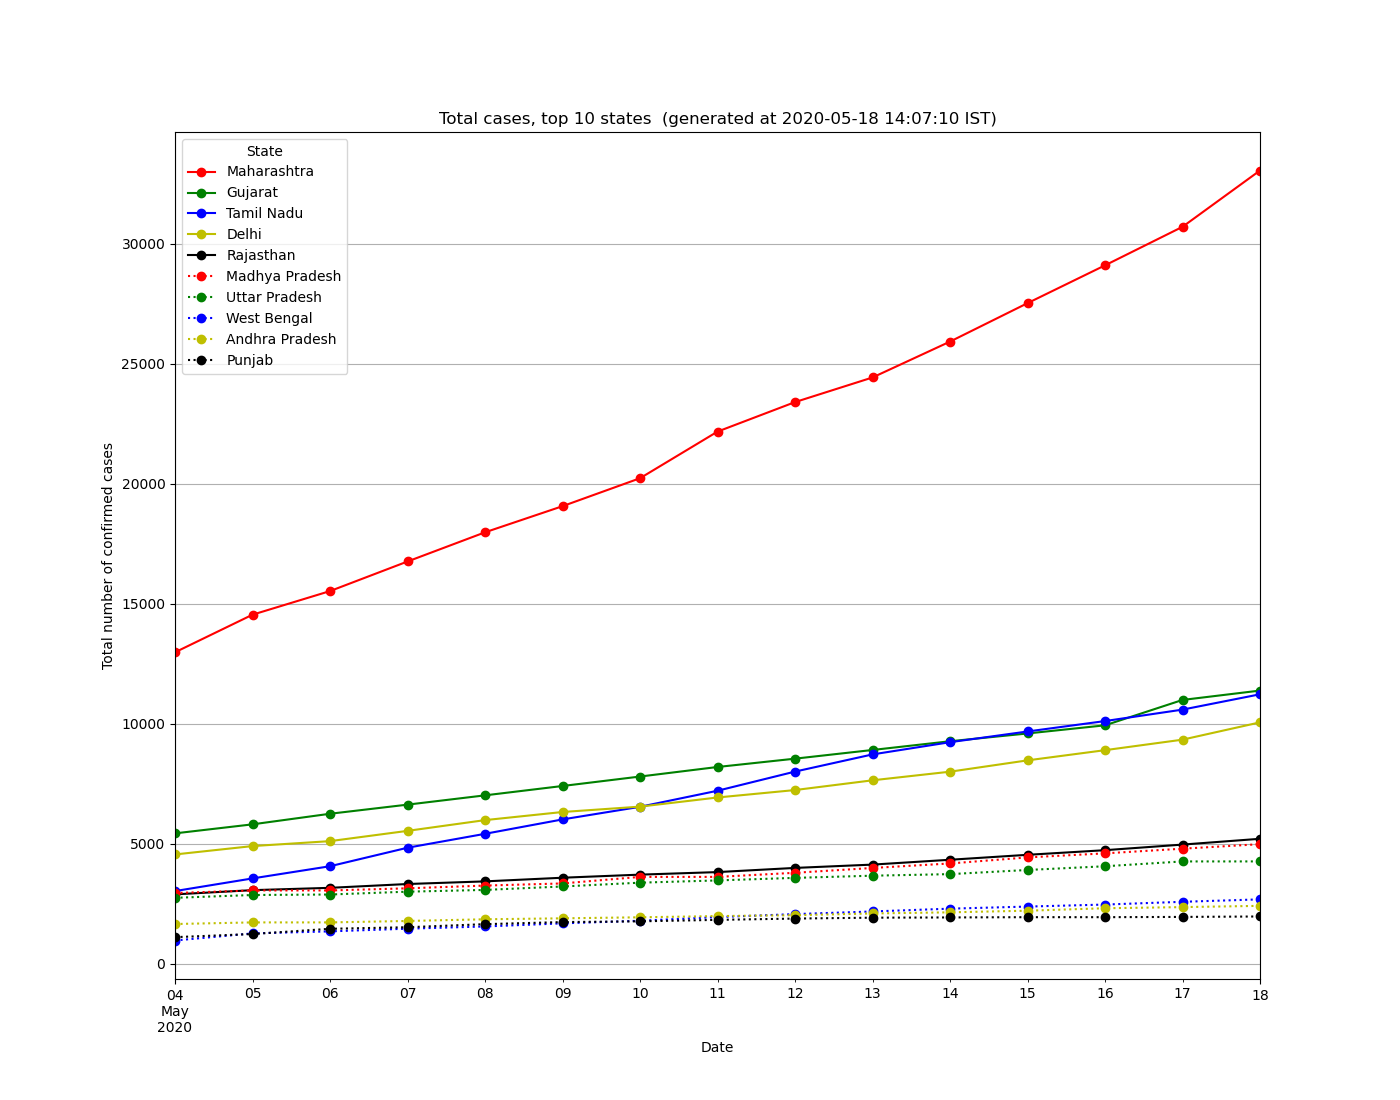 Total cases, top 10 states  (generated at 2020-05-18 14:07:10 IST)
State
Maharashtra
Gujarat
Tamil Nadu
Delhi
Rajasthan
Madhya Pradesh
Uttar Pradesh
West Bengal
Andhra Pradesh
Punjab
Total number of confirmed cases
30000
25000
20000
15000
10000
5000
0
04 05 06 07 08 09 10 11 12 13 14 15 16 17 18
May
2020
Date